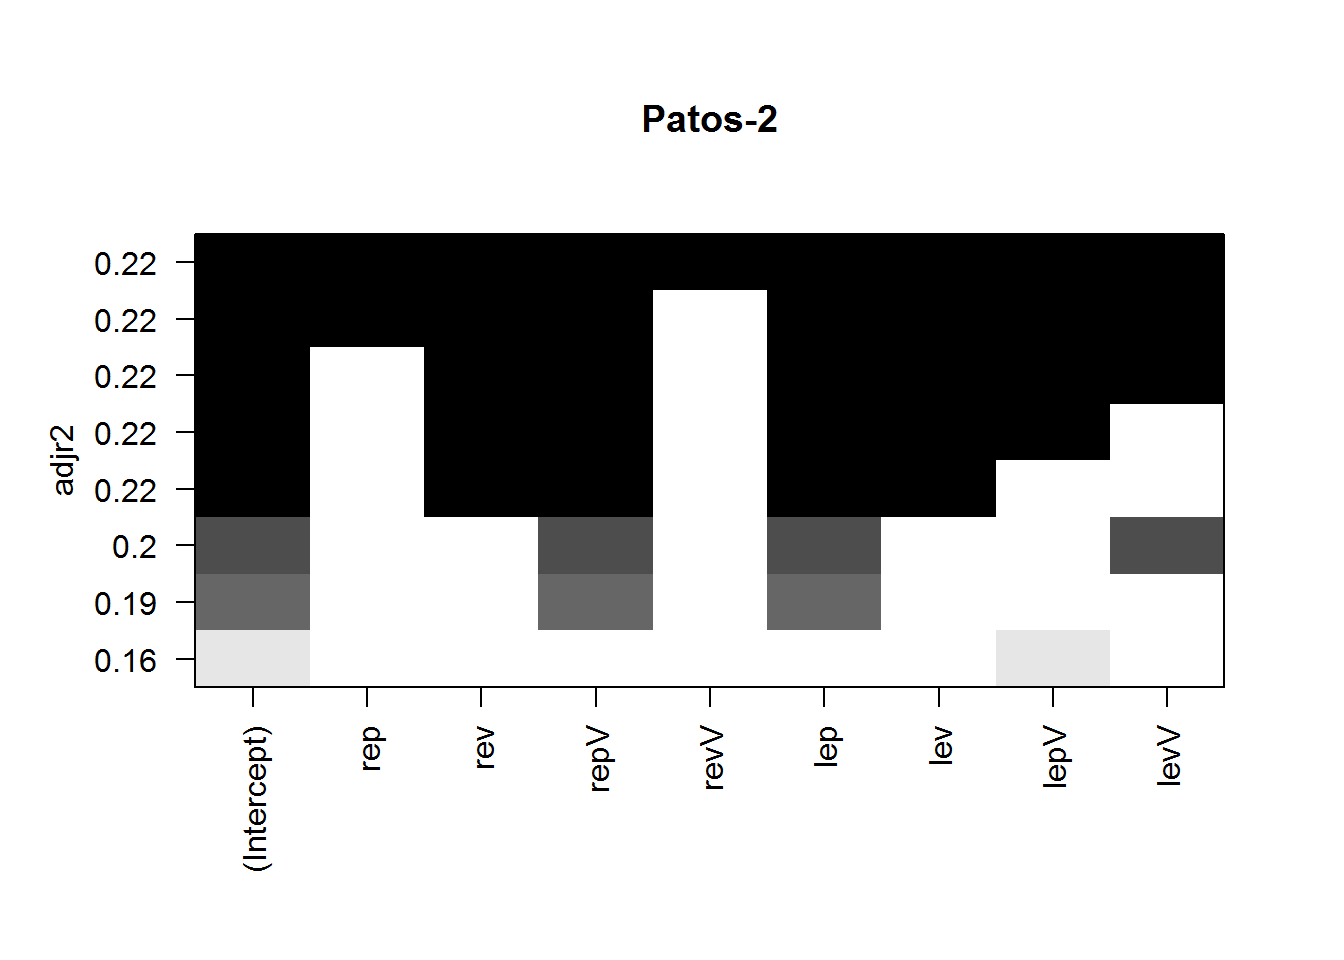 Patos-2
adjr2
0.22
0.22
0.22
0.22
0.22
0.2
0.19
0.16
(Intercept)
rep
rev
repV
revV
lep
lev
lepV
levV